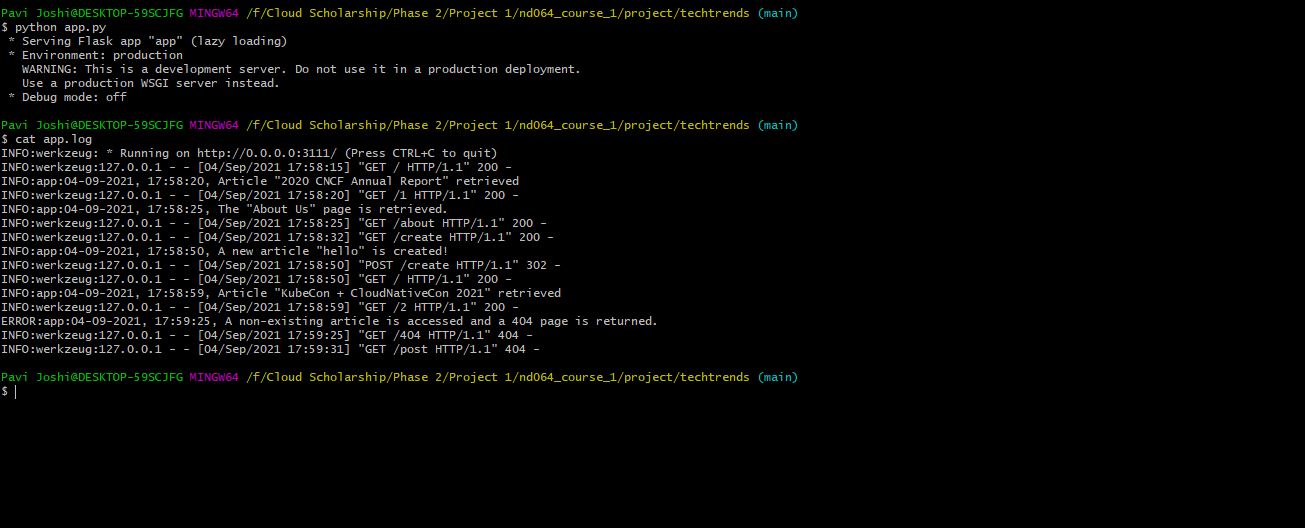 Pavi Joshi@DESKTOP-59SCJFG MINGW64 /f/Cloud Scholarship/Phase 2/Project 1/nd064_course_1/project/techtrends (main)
$ python app.py
 * Serving Flask app "app" (lazy loading)
 * Environment: production
   WARNING: This is a development server. Do not use it in a production deployment.
   Use a production WSGI server instead.
 * Debug mode: off
Pavi Joshi@DESKTOP-59SCJFG MINGW64 /f/Cloud Scholarship/Phase 2/Project 1/nd064_course_1/project/techtrends (main)
$ cat app.log
INFO:werkzeug: * Running on http://0.0.0.0:3111/ (Press CTRL+C to quit)
INFO:werkzeug:127.0.0.1 - - [04/Sep/2021 17:58:15] "GET / HTTP/1.1" 200 -
INFO:app:04-09-2021, 17:58:20, Article "2020 CNCF Annual Report" retrieved
INFO:werkzeug:127.0.0.1 - - [04/Sep/2021 17:58:20] "GET /1 HTTP/1.1" 200 -
INFO:app:04-09-2021, 17:58:25, The "About Us" page is retrieved.
INFO:werkzeug:127.0.0.1 - - [04/Sep/2021 17:58:25] "GET /about HTTP/1.1" 200 -
INFO:werkzeug:127.0.0.1 - - [04/Sep/2021 17:58:32] "GET /create HTTP/1.1" 200 -
INFO:app:04-09-2021, 17:58:50, A new article "hello" is created!
INFO:werkzeug:127.0.0.1 - - [04/Sep/2021 17:58:50] "POST /create HTTP/1.1" 302 -
INFO:werkzeug:127.0.0.1 - - [04/Sep/2021 17:58:50] "GET / HTTP/1.1" 200 -
INFO:app:04-09-2021, 17:58:59, Article "KubeCon + CloudNativeCon 2021" retrieved
INFO:werkzeug:127.0.0.1 - - [04/Sep/2021 17:58:59] "GET /2 HTTP/1.1" 200 -
ERROR:app:04-09-2021, 17:59:25, A non-existing article is accessed and a 404 page is returned.
INFO:werkzeug:127.0.0.1 - - [04/Sep/2021 17:59:25] "GET /404 HTTP/1.1" 404 -
INFO:werkzeug:127.0.0.1 - - [04/Sep/2021 17:59:31] "GET /post HTTP/1.1" 404 -
Pavi Joshi@DESKTOP-59SCJFG MINGW64 /f/Cloud Scholarship/Phase 2/Project 1/nd064_course_1/project/techtrends (main)
$